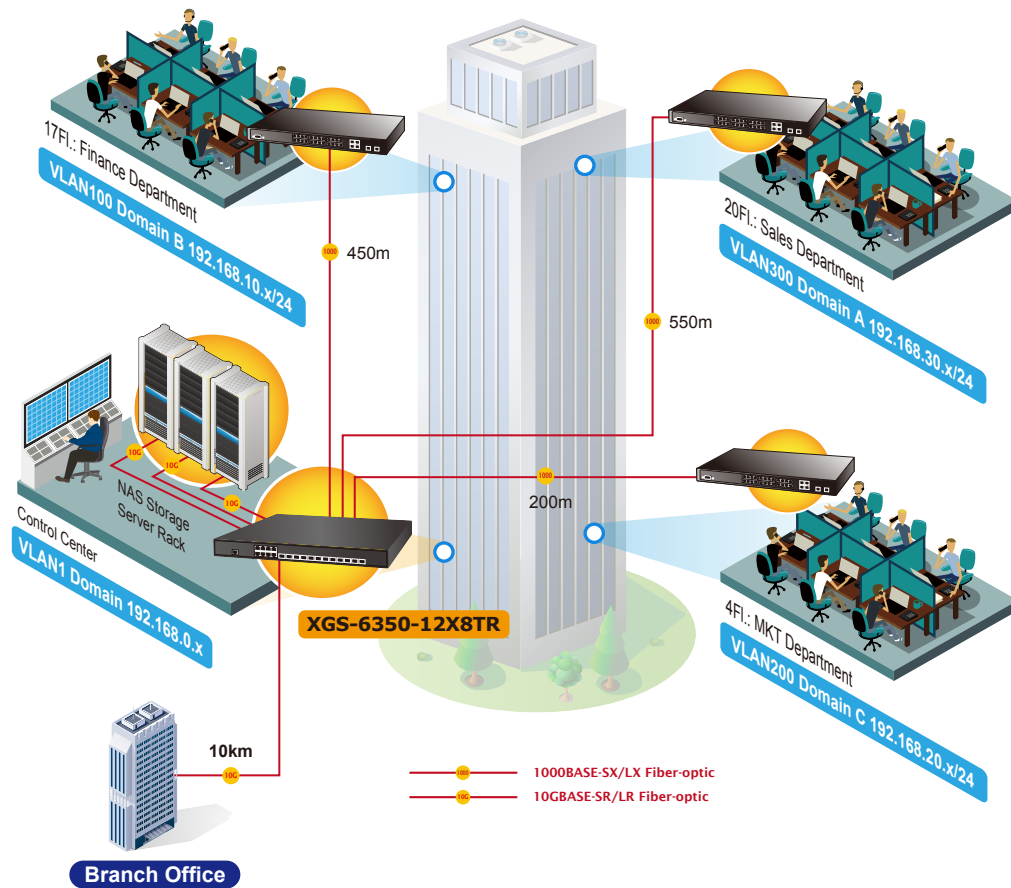 17Fl.: Finance Department
VLAN100 Domain B 192.168.10.x/24
1000
450m
20Fl.: Sales Department
VLAN300 Domain A 192.168.30.x/24
1000
550m
10G
10G
10G
NAS Storage
Server Rack
Control Center
VLAN1 Domain 192.168.0.x
1000
200m
XGS-6350-12X8TR
4Fl.: MKT Department
VLAN200 Domain C 192.168.20.x/24
10km
10G
1000
1000BASE-SX/LX Fiber-optic
10G
10GBASE-SR/LR Fiber-optic
Branch Office